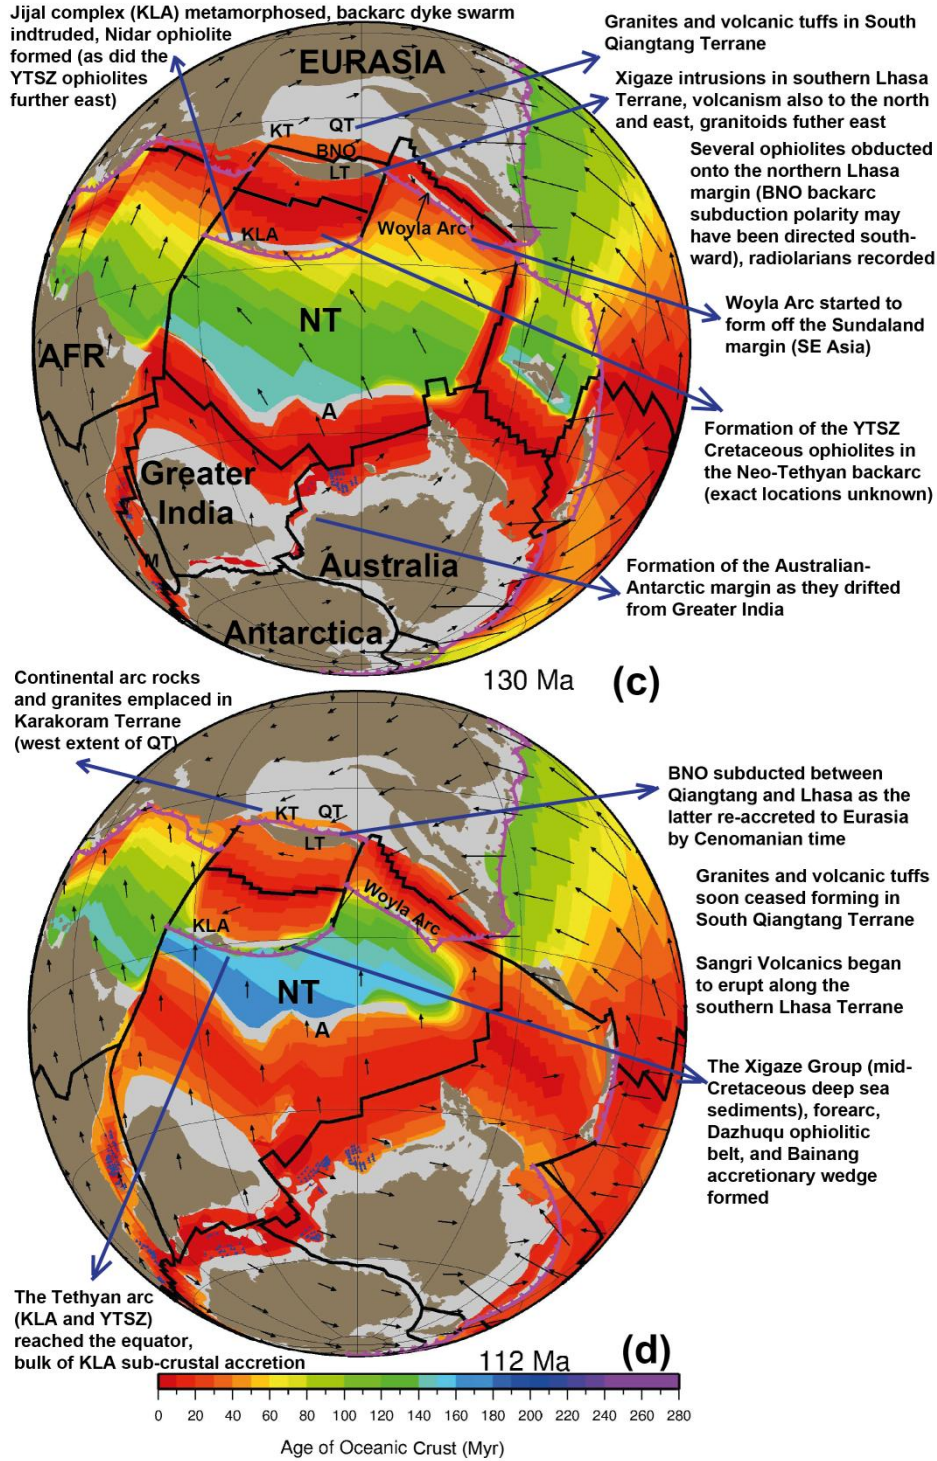 Jijal complex (KLA) metamorphosed, backarc dyke swarm
indtruded, Nidar ophiolite
formed (as did the
YTSZ ophiolites
further east)
Granites and volcanic tuffs in South
Qiangtang Terrane
Xigaze intrusions in southern Lhasa
Terrane, volcanism also to the north
and east, granitoids futher east
Several ophiolites obducted
onto the northern Lhasa
margin (BNO backarc
subduction polarity may
have been directed south-
ward), radiolarians recorded
Woyla Arc started to
form off the Sundaland
margin (SE Asia)
Formation of the YTSZ
Cretaceous ophiolites in
the Neo-Tethyan backarc
(exact locations unknown)
Formation of the Australian-
Antarctic margin as they drifted
from Greater India
EURASIA
KT
QT
BNO
LT
KLA
Woyla Arc
NT
AFR
A
Greater
India
M
Australia
Antarctica
130 Ma
(c)
Continental arc rocks
and granites emplaced in
Karakoram Terrane
(west extent of QT)
BNO subducted between
Qiangtang and Lhasa as the
latter re-accreted to Eurasia
by Cenomanian time
Granites and volcanic tuffs
soon ceased forming in
South Qiangtang Terrane
Sangri Volcanics began
to erupt along the
southern Lhasa Terrane
The Xigaze Group (mid-
Cretaceous deep sea
sediments), forearc,
Dazhuqu ophiolitic
belt, and Bainang
accretionary wedge
formed
KT
QT
LT
Woyla Arc
KLA
NT
A
The Tethyan arc
(KLA and YTSZ)
reached the equator,
bulk of KLA sub-crustal accretion
112 Ma
(d)
0 20 40 60 80 100 120 140 160 180 200 220 240 260 280
Age of Oceanic Crust (Myr)